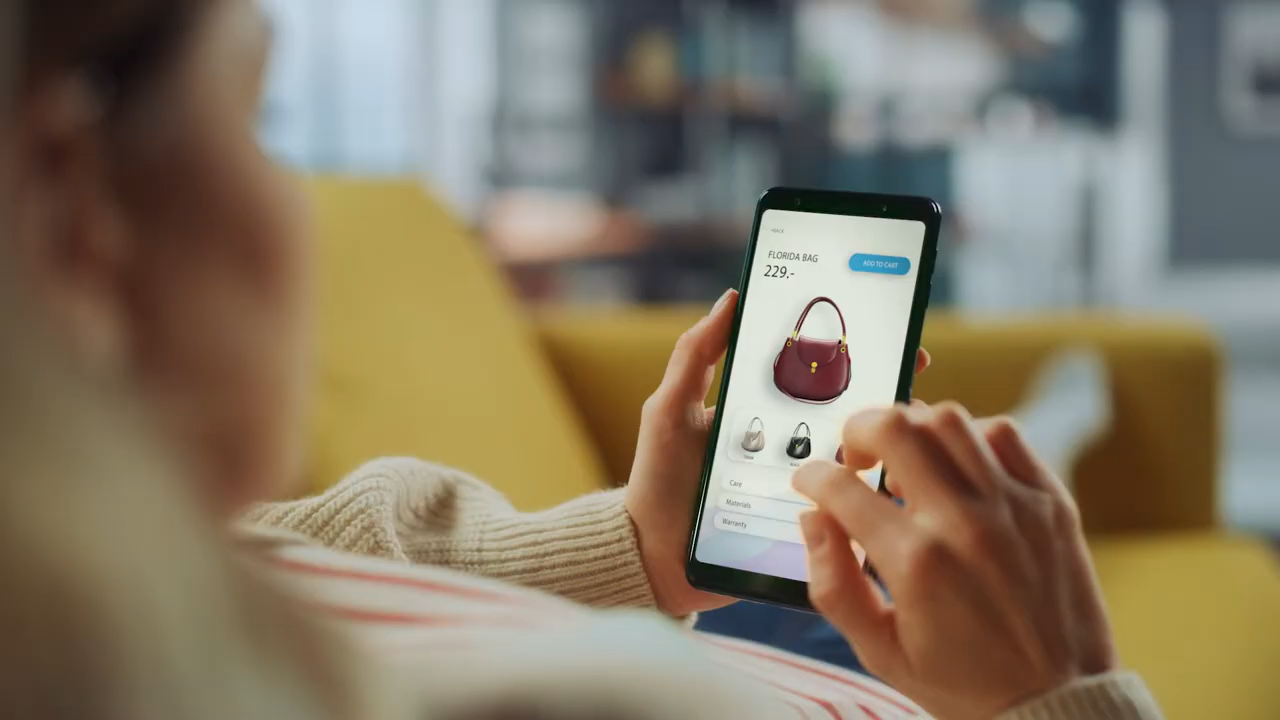 FLORIDA BAG
229.-
ADD TO CART
Care
Materials
Warranty